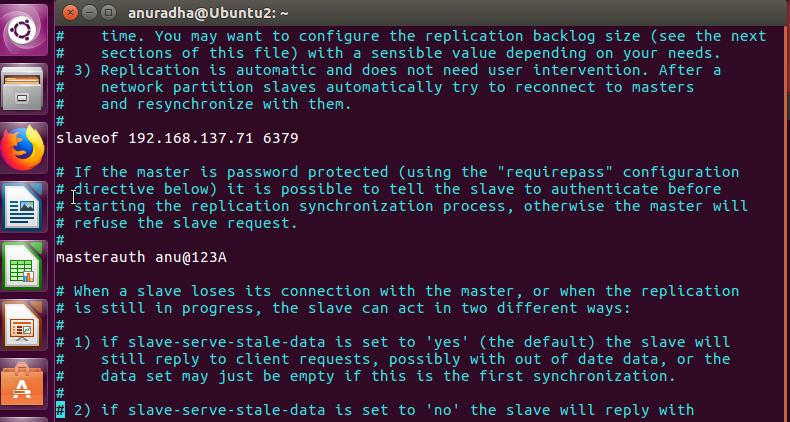 anuradha@Ubuntu2: ~
#    time. You may want to configure the replication backlog size (see the next
#    sections of this file) with a sensible value depending on your needs.
# 3) Replication is automatic and does not need user intervention. After a
#    network partition slaves automatically try to reconnect to masters
#    and resynchronize with them.
#
slaveof 192.168.137.71 6379

# If the master is password protected (using the "requirepass" configuration
# directive below) it is possible to tell the slave to authenticate before
# starting the replication synchronization process, otherwise the master will
# refuse the slave request.
#
masterauth anu@123A

# When a slave loses its connection with the master, or when the replication
# is still in progress, the slave can act in two different ways:
#
# 1) if slave-serve-stale-data is set to 'yes' (the default) the slave will
#    still reply to client requests, possibly with out of date data, or the
#    data set may just be empty if this is the first synchronization.
#
# 2) if slave-serve-stale-data is set to 'no' the slave will reply with